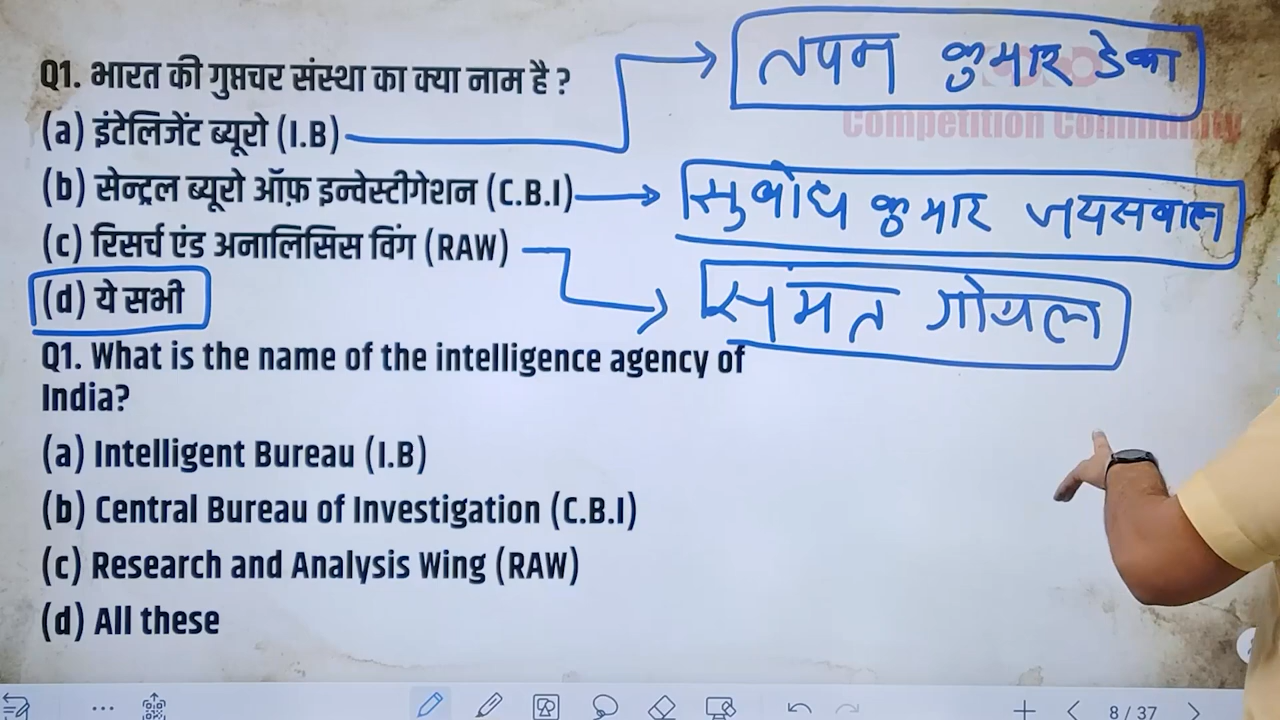 Q1. भारत की गुप्तचर संस्था का क्या नाम है ?
(a) इंटेलिजेंट ब्यूरो (I.B)
(b) सेन्ट्रल ब्यूरो ऑफ़ इन्वेस्टीगेशन (C.B.I)
(c) रिसर्च एंड अनालिसिस विंग (RAW)
(d) ये सभी
तपन कुमार डेका
Competition Community
सुबोध कुमार जयसवाल
सामंत गोयल
Q1. What is the name of the intelligence agency of
India?
(a) Intelligent Bureau (I.B)
(b) Central Bureau of Investigation (C.B.I)
(c) Research and Analysis Wing (RAW)
(d) All these
8 / 37